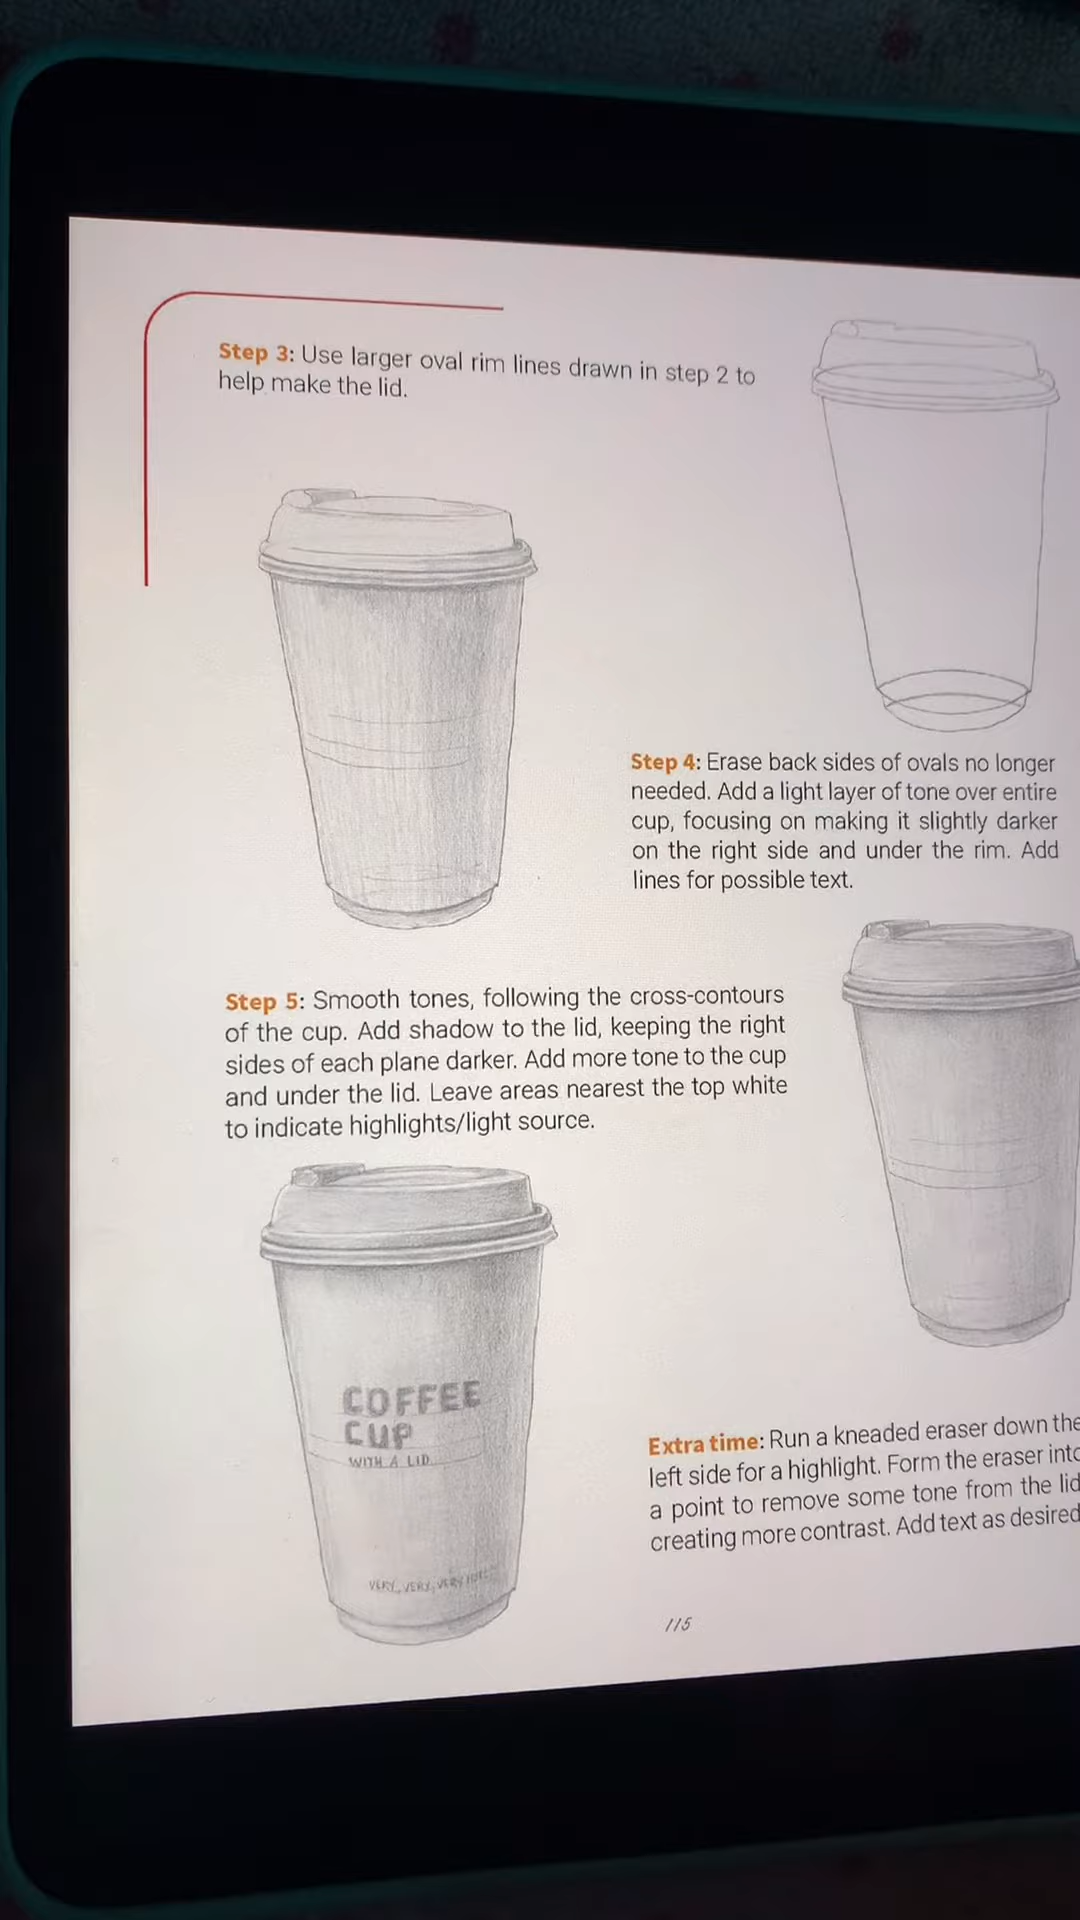 Step 3: Use larger oval rim lines drawn in step 2 to
help make the lid.
Step 4: Erase back sides of ovals no longer
needed. Add a light layer of tone over entire
cup, focusing on making it slightly darker
on the right side and under the rim. Add
lines for possible text.
Step 5: Smooth tones, following the cross-contours
of the cup. Add shadow to the lid, keeping the right
sides of each plane darker. Add more tone to the cup
and under the lid. Leave areas nearest the top white
to indicate highlights/light source.
COFFEE
CUP
WITH A LID
VERY, VERY, VERY
Extra time: Run a kneaded eraser down the
left side for a highlight. Form the eraser into
a point to remove some tone from the lid
creating more contrast. Add text as desired
115